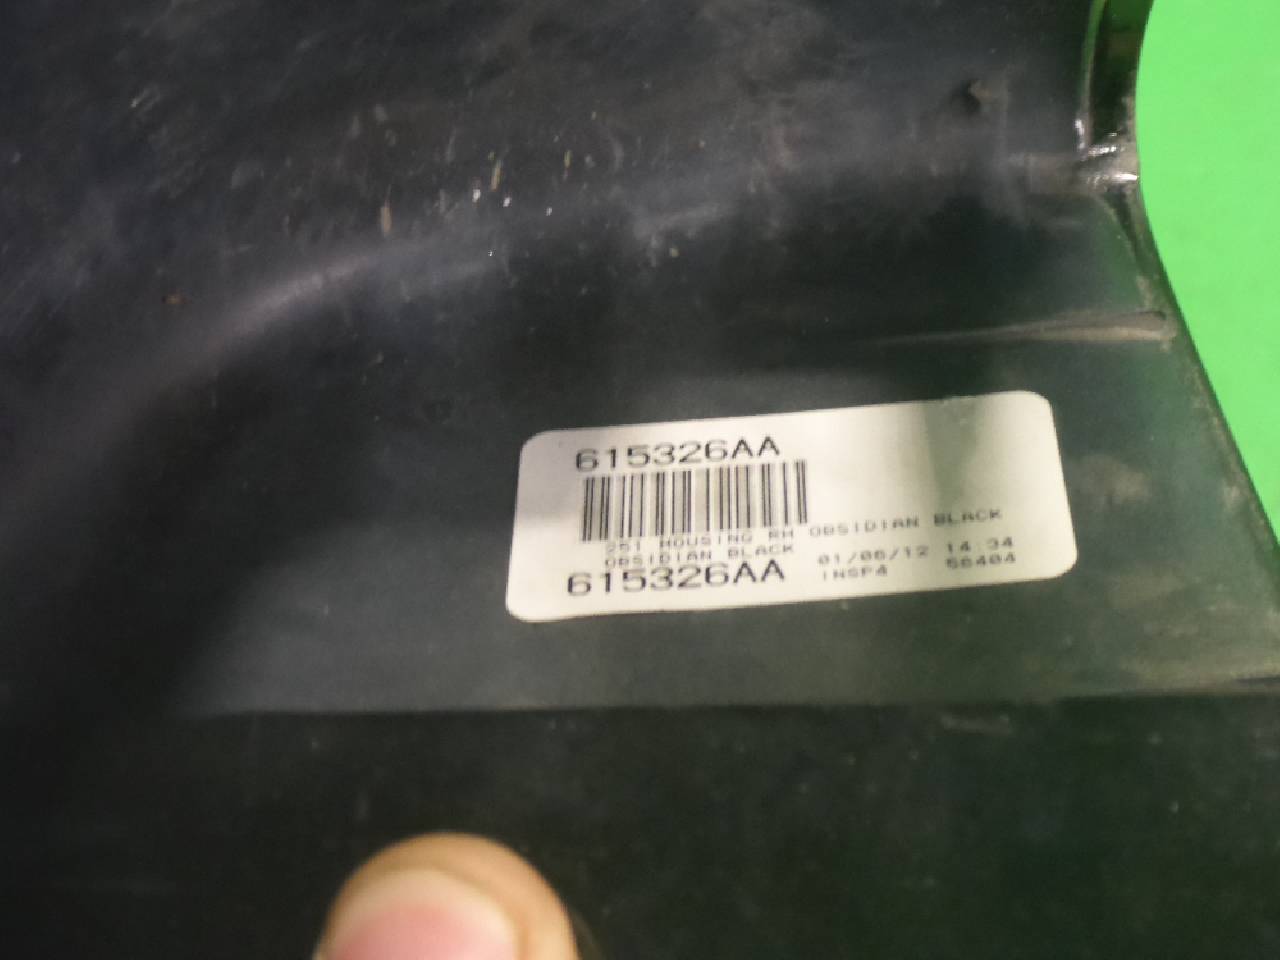 615326AA
251 HOUSING RH OBSIDIAN BLACK
OBSIDIAN BLACK 01/06/12 14:34
615326AA INSP4 56404